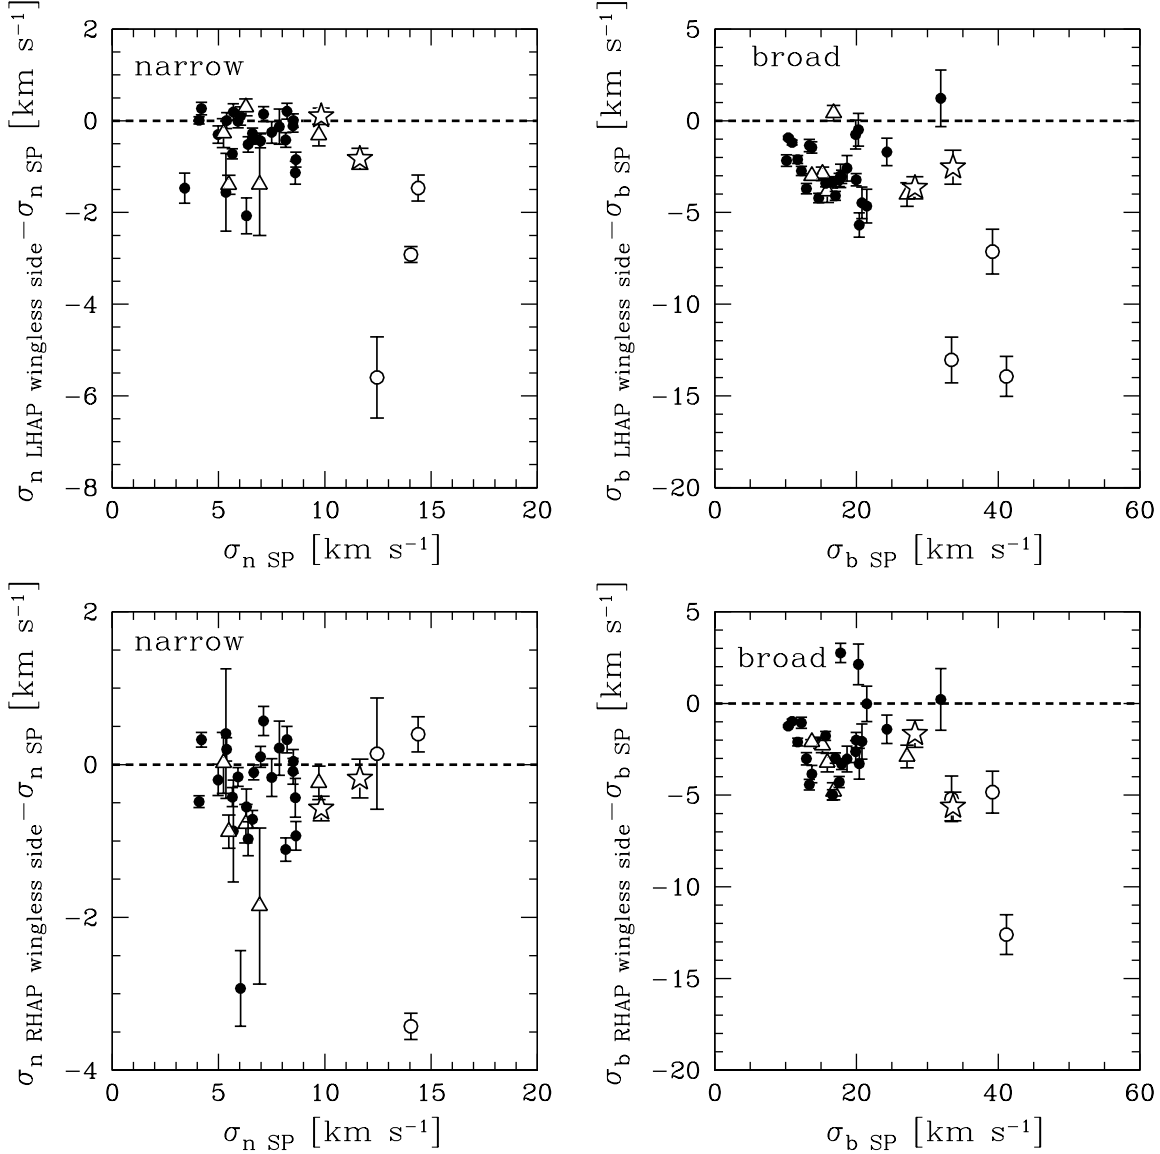 narrow
2
0
−2
−4
−6
−8
0 5 10 15 20
σn SP [km s−1]
σn LHAP wingless side−σn SP [km s−1]
broad
5
0
−5
−10
−15
−20
0 20 40 60
σb SP [km s−1]
σb LHAP wingless side−σb SP [km s−1]
narrow
2
0
−2
−4
0 5 10 15 20
σn SP [km s−1]
σn RHAP wingless side−σn SP [km s−1]
broad
5
0
−5
−10
−15
−20
0 20 40 60
σb SP [km s−1]
σb RHAP wingless side−σb SP [km s−1]